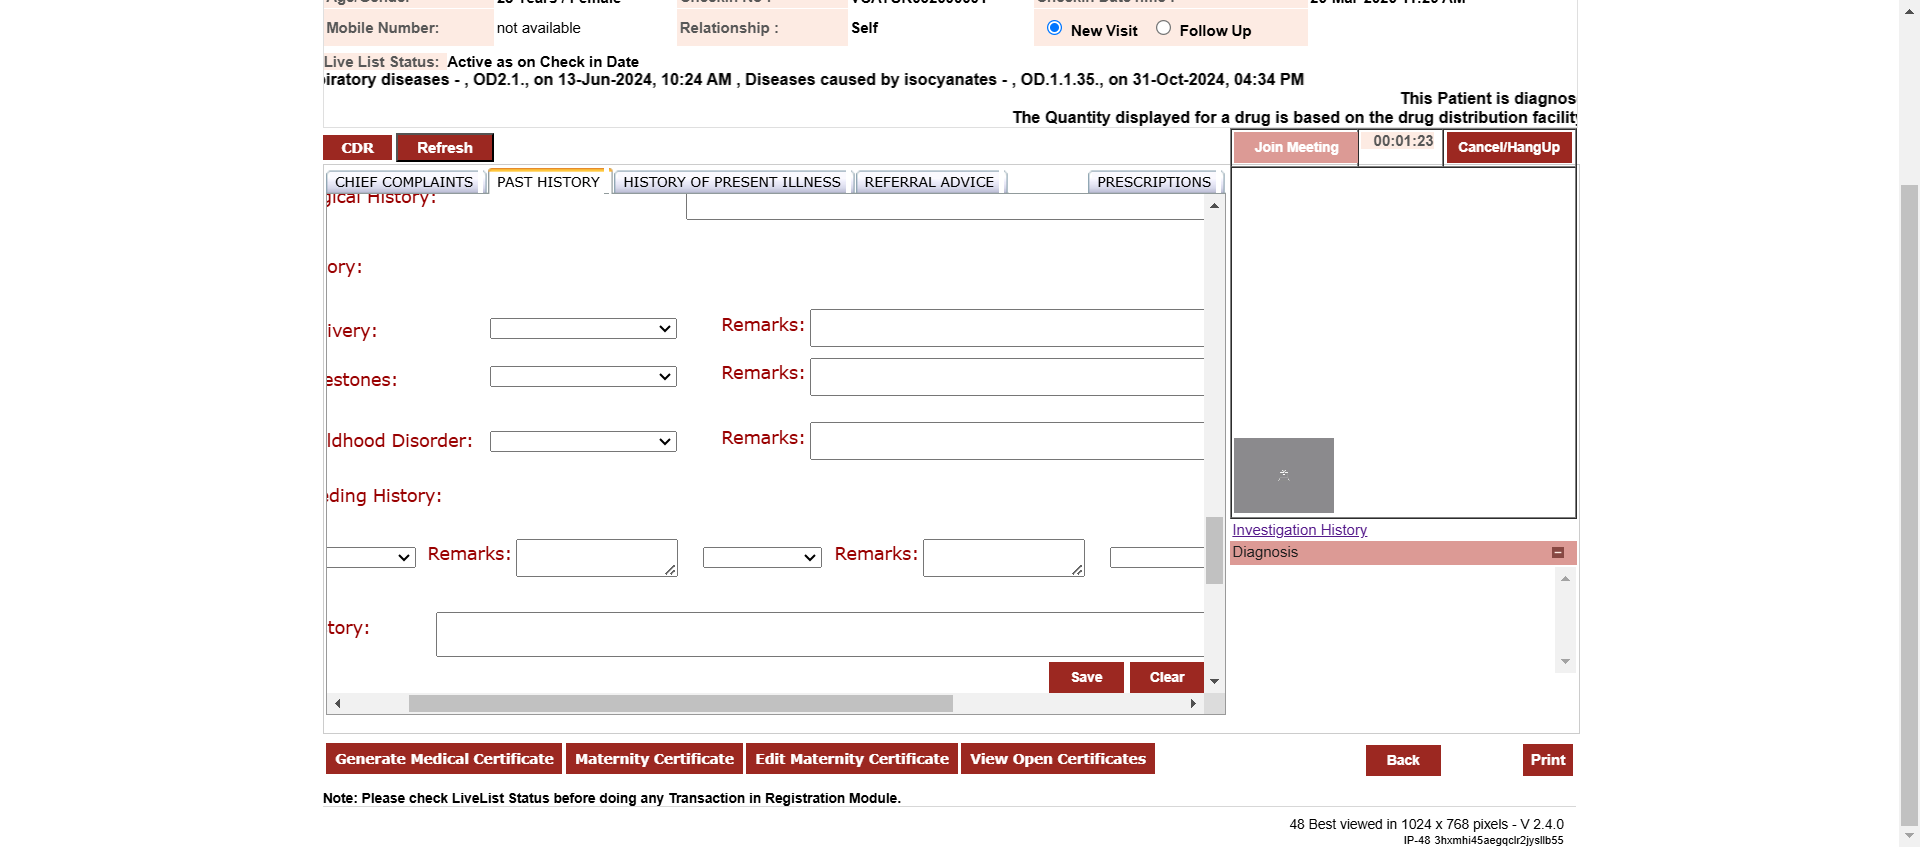 Mobile Number: not available Relationship : Self New Visit Follow Up
Live List Status: Active as on Check in Date
piratory diseases - , OD2.1., on 13-Jun-2024, 10:24 AM , Diseases caused by isocyanates - , OD.1.1.35., on 31-Oct-2024, 04:34 PM
This Patient is diagnos
The Quantity displayed for a drug is based on the drug distribution facility
CDR Refresh Join Meeting 00:01:23 Cancel/HangUp
CHIEF COMPLAINTS PAST HISTORY HISTORY OF PRESENT ILLNESS REFERRAL ADVICE PRESCRIPTIONS
gical History:
ory:
ivery: Remarks:
estones: Remarks:
ldhood Disorder: Remarks:
eding History:
Investigation History
Diagnosis
Remarks: Remarks:
tory:
Save Clear
Generate Medical Certificate Maternity Certificate Edit Maternity Certificate View Open Certificates Back Print
Note: Please check LiveList Status before doing any Transaction in Registration Module.
48 Best viewed in 1024 x 768 pixels - V 2.4.0
IP-48 3hxmhi45aegqclr2jysllb55